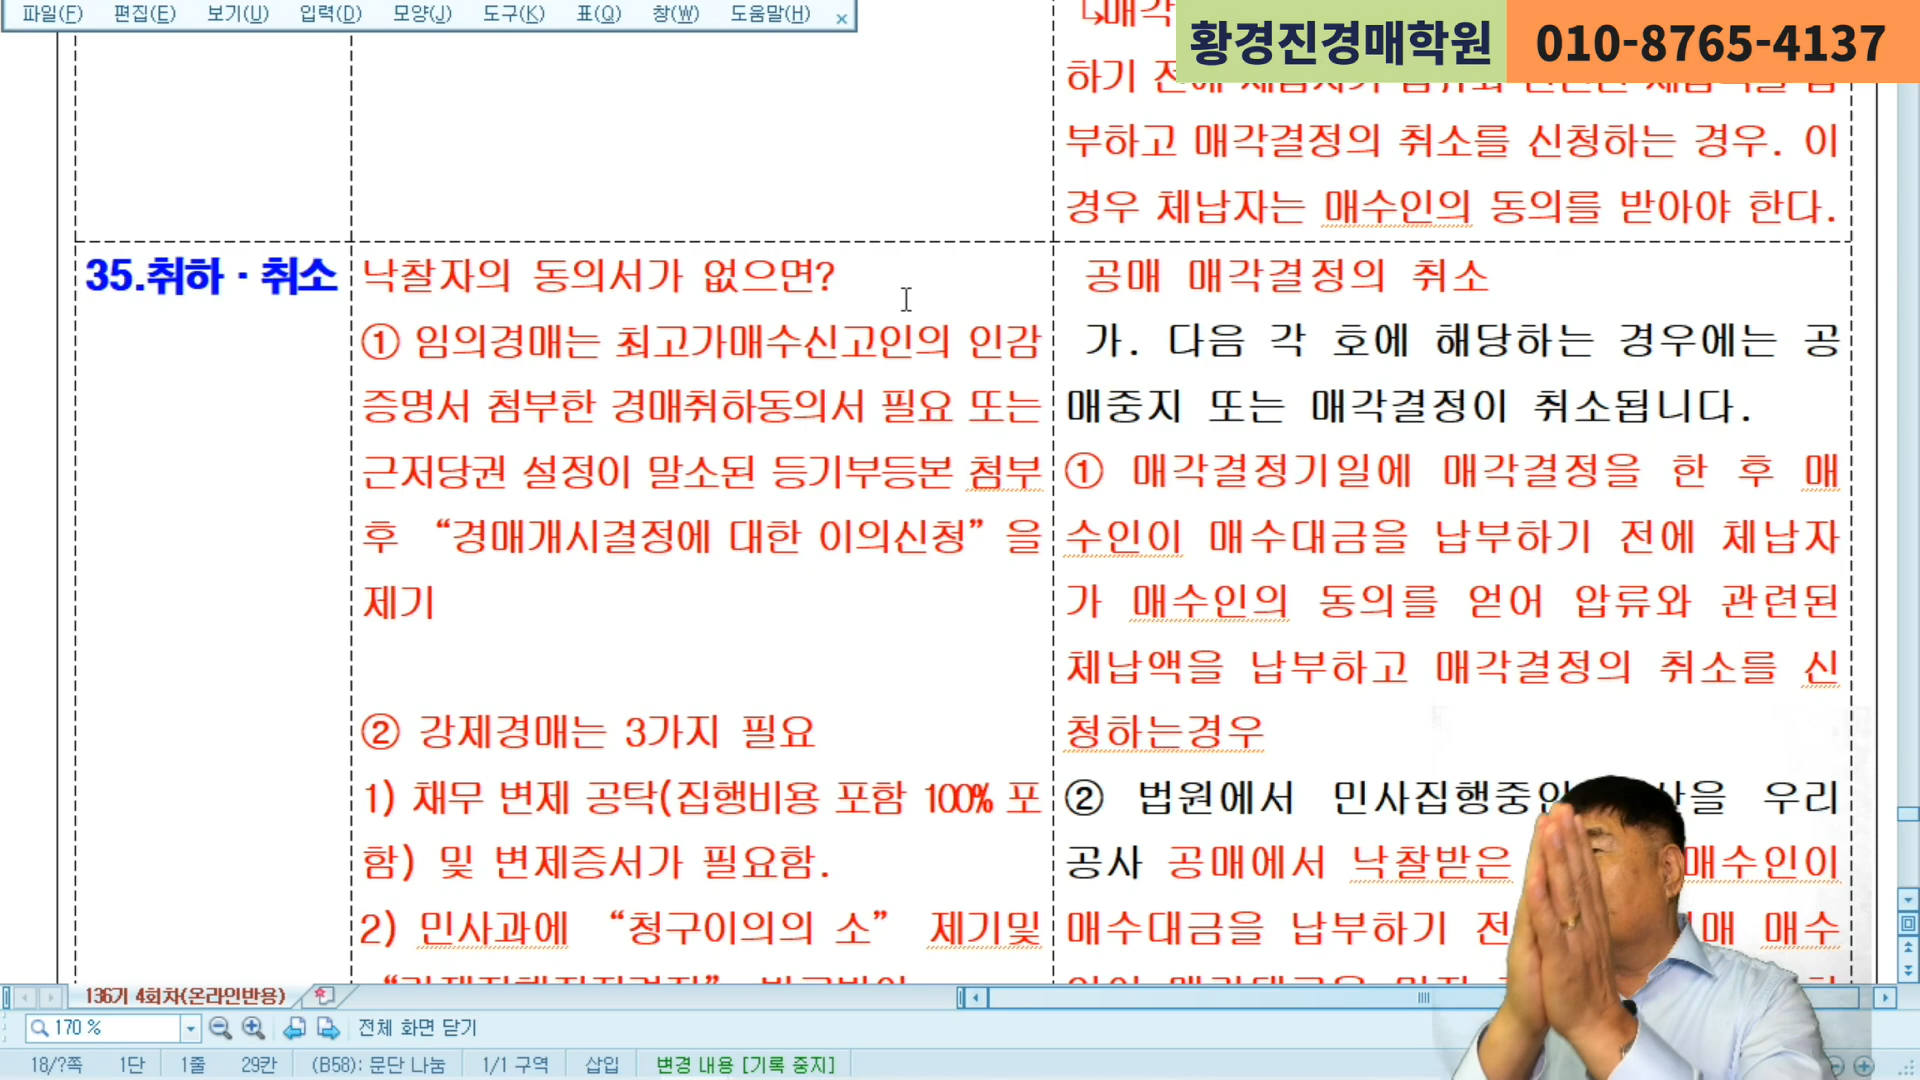 파일(F) 편집(E) 보기(U) 입력(D) 모양(J) 도구(K) 표(Q) 창(W) 도움말(H)
황경진경매학원 010-8765-4137
↳매각
하기 전에
부하고 매각결정의 취소를 신청하는 경우. 이
경우 체납자는 매수인의 동의를 받아야 한다.
35.취하·취소
낙찰자의 동의서가 없으면?
① 임의경매는 최고가매수신고인의 인감
증명서 첨부한 경매취하동의서 필요 또는
근저당권 설정이 말소된 등기부등본 첨부
후 “경매개시결정에 대한 이의신청”을
제기
② 강제경매는 3가지 필요
1) 채무 변제 공탁(집행비용 포함 100% 포
함) 및 변제증서가 필요함.
2) 민사과에 “청구이의의 소” 제기및
공매 매각결정의 취소
가. 다음 각 호에 해당하는 경우에는 공
매중지 또는 매각결정이 취소됩니다.
① 매각결정기일에 매각결정을 한 후 매
수인이 매수대금을 납부하기 전에 체납자
가 매수인의 동의를 얻어 압류와 관련된
체납액을 납부하고 매각결정의 취소를 신
청하는경우
② 법원에서 민사집행중인 을 우리
공사 공매에서 낙찰받은 매수인이
매수대금을 납부하기 전 매 매수
136기 4회차(온라인반용)
170 % 전체 화면 닫기
18/?쪽 1단 1줄 29칸 (B58): 문단 나눔 1/1 구역 삽입 변경 내용 [기록 중지]